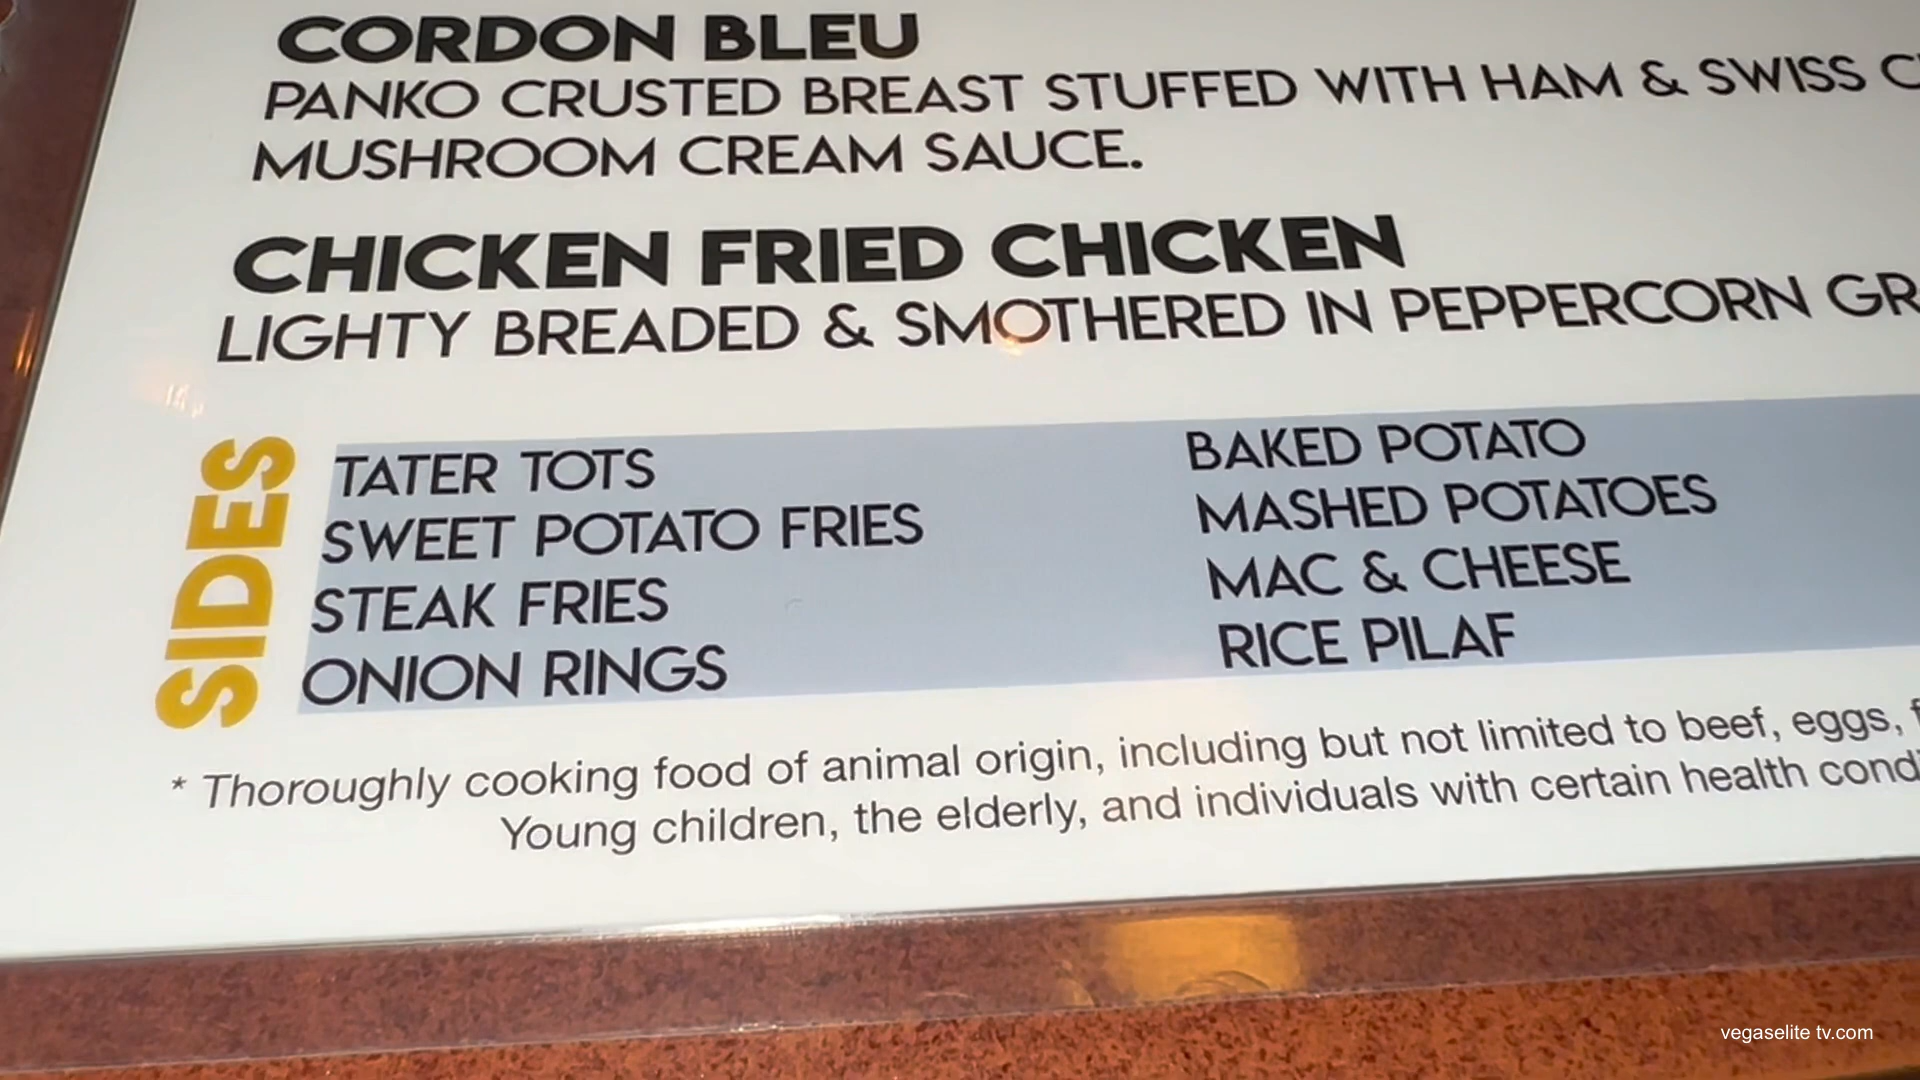 CORDON BLEU
PANKO CRUSTED BREAST STUFFED WITH HAM & SWISS
MUSHROOM CREAM SAUCE.
CHICKEN FRIED CHICKEN
LIGHTY BREADED & SMOTHERED IN PEPPERCORN
SIDES
TATER TOTS
SWEET POTATO FRIES
STEAK FRIES
ONION RINGS
BAKED POTATO
MASHED POTATOES
MAC & CHEESE
RICE PILAF
* Thoroughly cooking food of animal origin, including but not limited to beef, eggs,
Young children, the elderly, and individuals with certain health
vegaselite tv.com